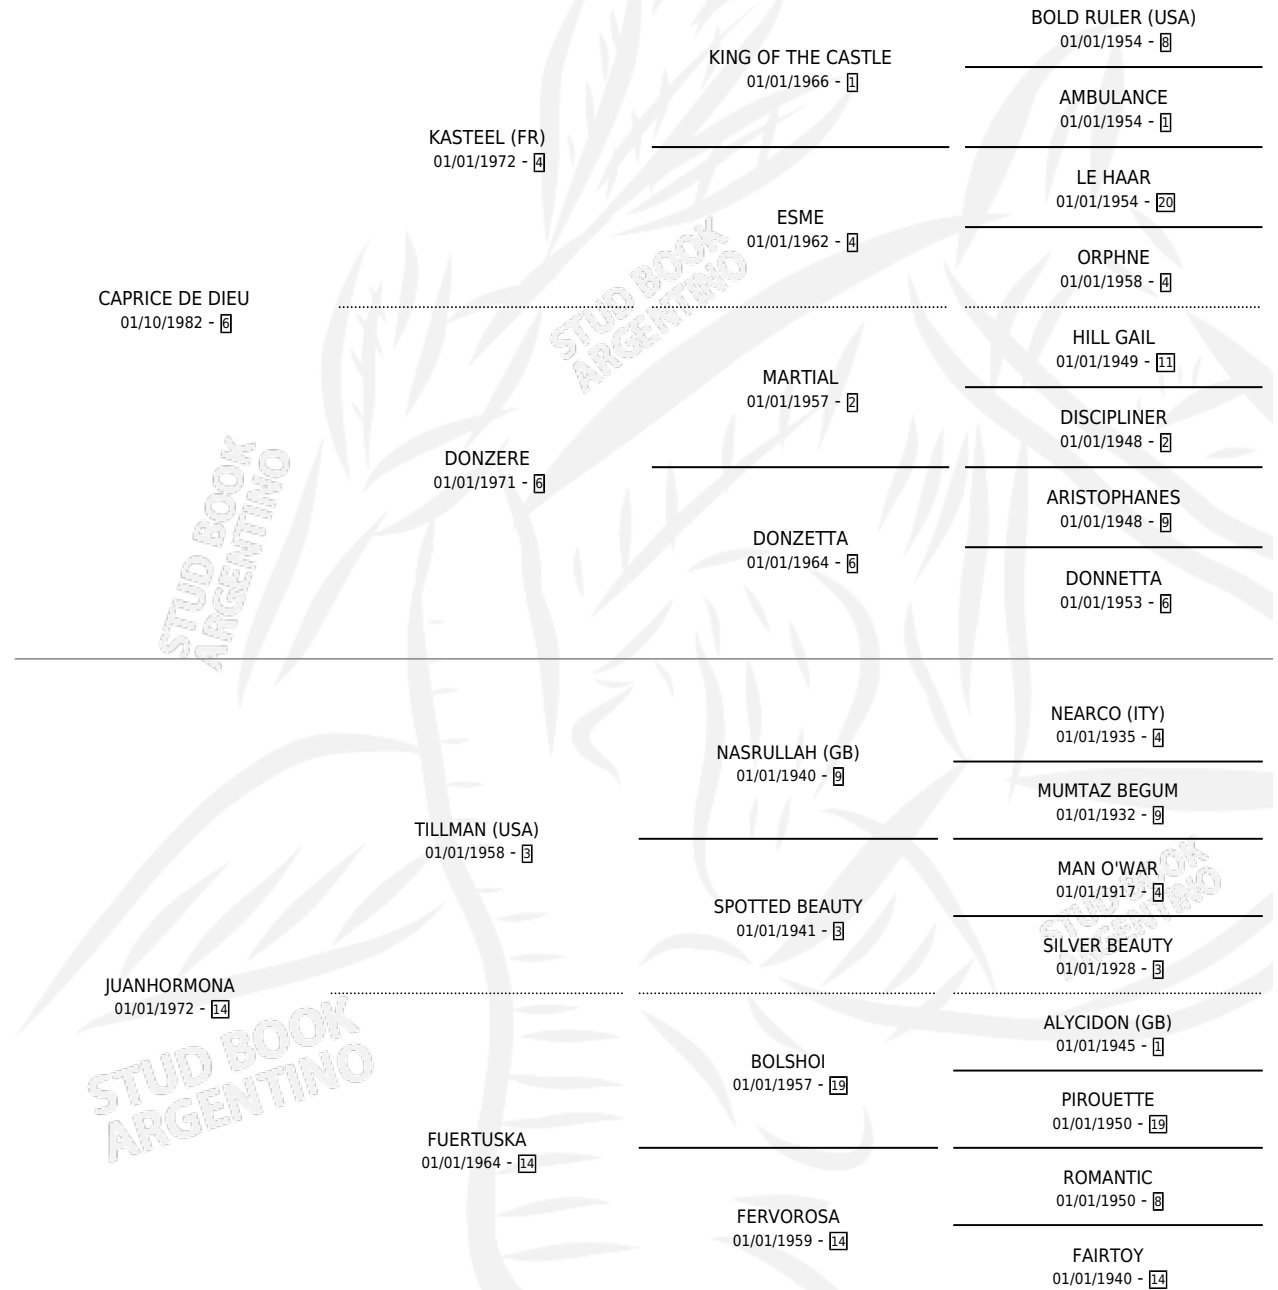 BOLD RULER (USA)
01/01/1954 - 8
KING OF THE CASTLE
01/01/1966 - 1
AMBULANCE
01/01/1954 - 1
KASTEEL (FR)
01/01/1972 - 4
LE HAAR
01/01/1954 - 20
ESME
01/01/1962 - 4
ORPHNE
01/01/1958 - 4
CAPRICE DE DIEU
01/10/1982 - 6
HILL GAIL
01/01/1949 - 11
MARTIAL
01/01/1957 - 2
DISCIPLINER
01/01/1948 - 2
DONZERE
01/01/1971 - 6
ARISTOPHANES
01/01/1948 - 9
DONZETTA
01/01/1964 - 6
DONNETTA
01/01/1953 - 6
NEARCO (ITY)
01/01/1935 - 4
NASRULLAH (GB)
01/01/1940 - 9
MUMTAZ BEGUM
01/01/1932 - 9
TILLMAN (USA)
01/01/1958 - 3
MAN O'WAR
01/01/1917 - 4
SPOTTED BEAUTY
01/01/1941 - 3
SILVER BEAUTY
01/01/1928 - 3
JUANHORMONA
01/01/1972 - 14
ALYCIDON (GB)
01/01/1945 - 1
BOLSHOI
01/01/1957 - 19
PIROUETTE
01/01/1950 - 19
FUERTUSKA
01/01/1964 - 14
ROMANTIC
01/01/1950 - 8
FERVOROSA
01/01/1959 - 14
FAIRTOY
01/01/1940 - 14
STUD BOOK
ARGENTINO
STUD BOOK
ARGENTINO
STUD BOOK
ARGENTINO
STUD BOOK
ARGENTINO